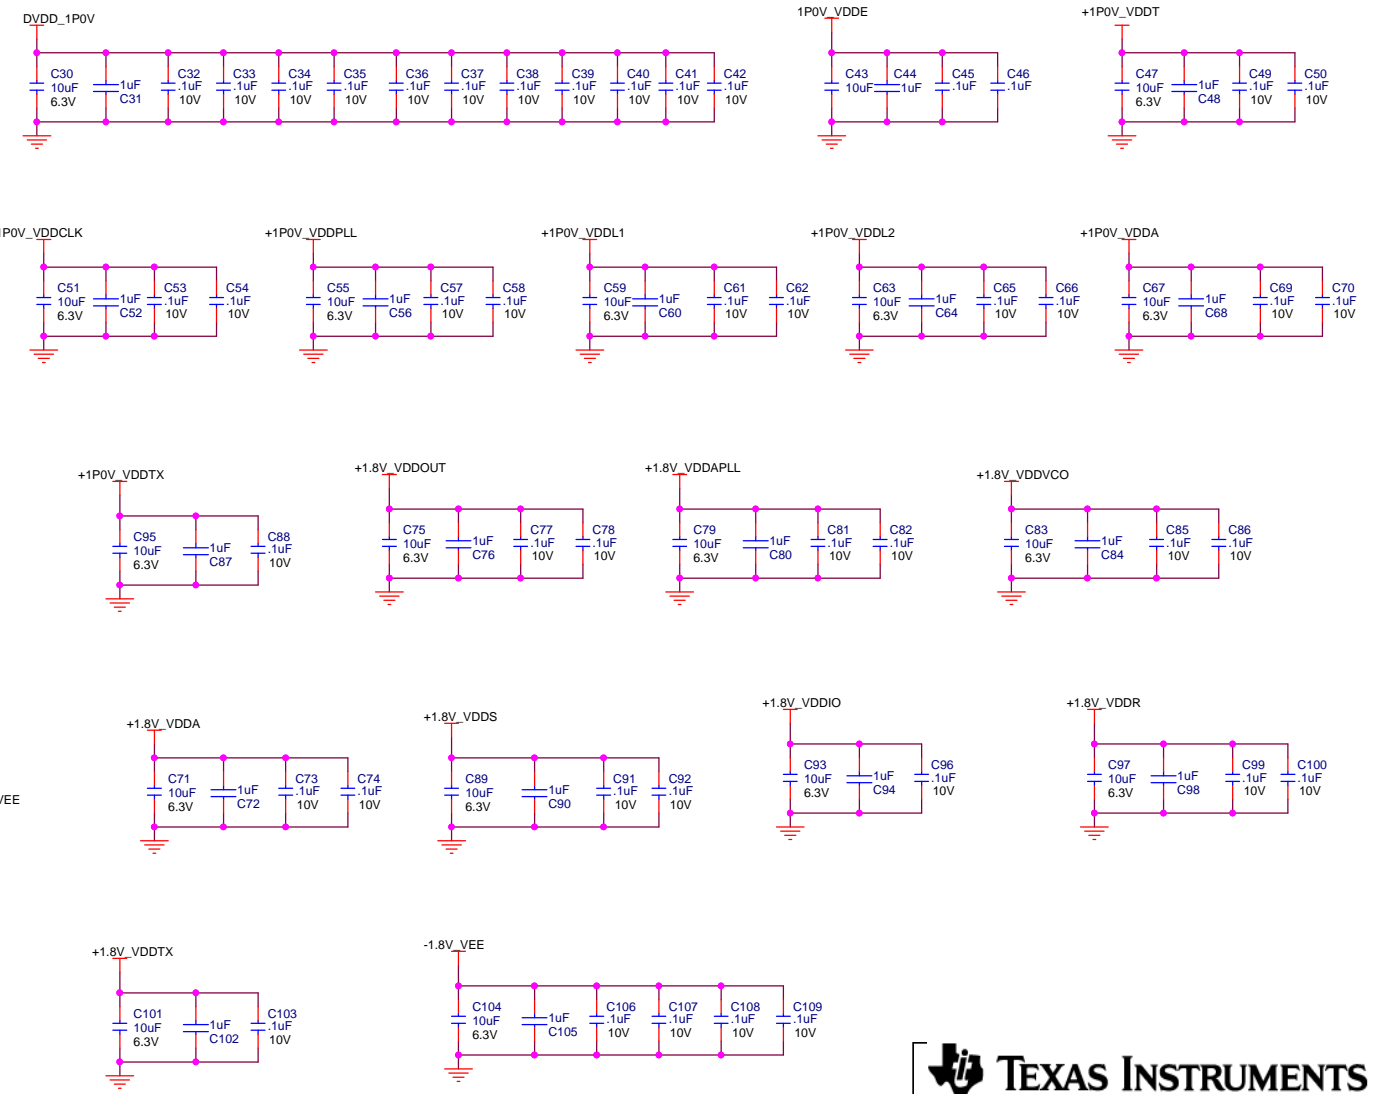 DVDD_1P0V
C30
10uF
6.3V
1uF
C31
C32
.1uF
10V
C33
.1uF
10V
C34
.1uF
10V
C35
.1uF
10V
C36
.1uF
10V
C37
.1uF
10V
C38
.1uF
10V
C39
.1uF
10V
C40
.1uF
10V
C41
.1uF
10V
C42
.1uF
10V
1P0V_VDDE
C43
10uF
C44
1uF
C45
.1uF
C46
.1uF
+1P0V_VDDT
C47
10uF
6.3V
1uF
C48
C49
.1uF
10V
C50
.1uF
10V
1P0V_VDDCLK
C51
10uF
6.3V
1uF
C52
C53
.1uF
10V
C54
.1uF
10V
+1P0V_VDDPLL
C55
10uF
6.3V
1uF
C56
C57
.1uF
10V
C58
.1uF
10V
+1P0V_VDDL1
C59
10uF
6.3V
1uF
C60
C61
.1uF
10V
C62
.1uF
10V
+1P0V_VDDL2
C63
10uF
6.3V
1uF
C64
C65
.1uF
10V
C66
.1uF
10V
+1P0V_VDDA
C67
10uF
6.3V
1uF
C68
C69
.1uF
10V
C70
.1uF
10V
+1P0V_VDDTX
C95
10uF
6.3V
1uF
C87
C88
.1uF
10V
+1.8V_VDDOUT
C75
10uF
6.3V
1uF
C76
C77
.1uF
10V
C78
.1uF
10V
+1.8V_VDDAPLL
C79
10uF
6.3V
1uF
C80
C81
.1uF
10V
C82
.1uF
10V
+1.8V_VDDVCO
C83
10uF
6.3V
1uF
C84
C85
.1uF
10V
C86
.1uF
10V
VEE
+1.8V_VDDA
C71
10uF
6.3V
1uF
C72
C73
.1uF
10V
C74
.1uF
10V
+1.8V_VDDS
C89
10uF
6.3V
1uF
C90
C91
.1uF
10V
C92
.1uF
10V
+1.8V_VDDIO
C93
10uF
6.3V
1uF
C94
C96
.1uF
10V
+1.8V_VDDR
C97
10uF
6.3V
1uF
C98
C99
.1uF
10V
C100
.1uF
10V
+1.8V_VDDTX
C101
10uF
6.3V
1uF
C102
C103
.1uF
10V
-1.8V_VEE
C104
10uF
6.3V
1uF
C105
C106
.1uF
10V
C107
.1uF
10V
C108
.1uF
10V
C109
.1uF
10V
TEXAS INSTRUMENTS